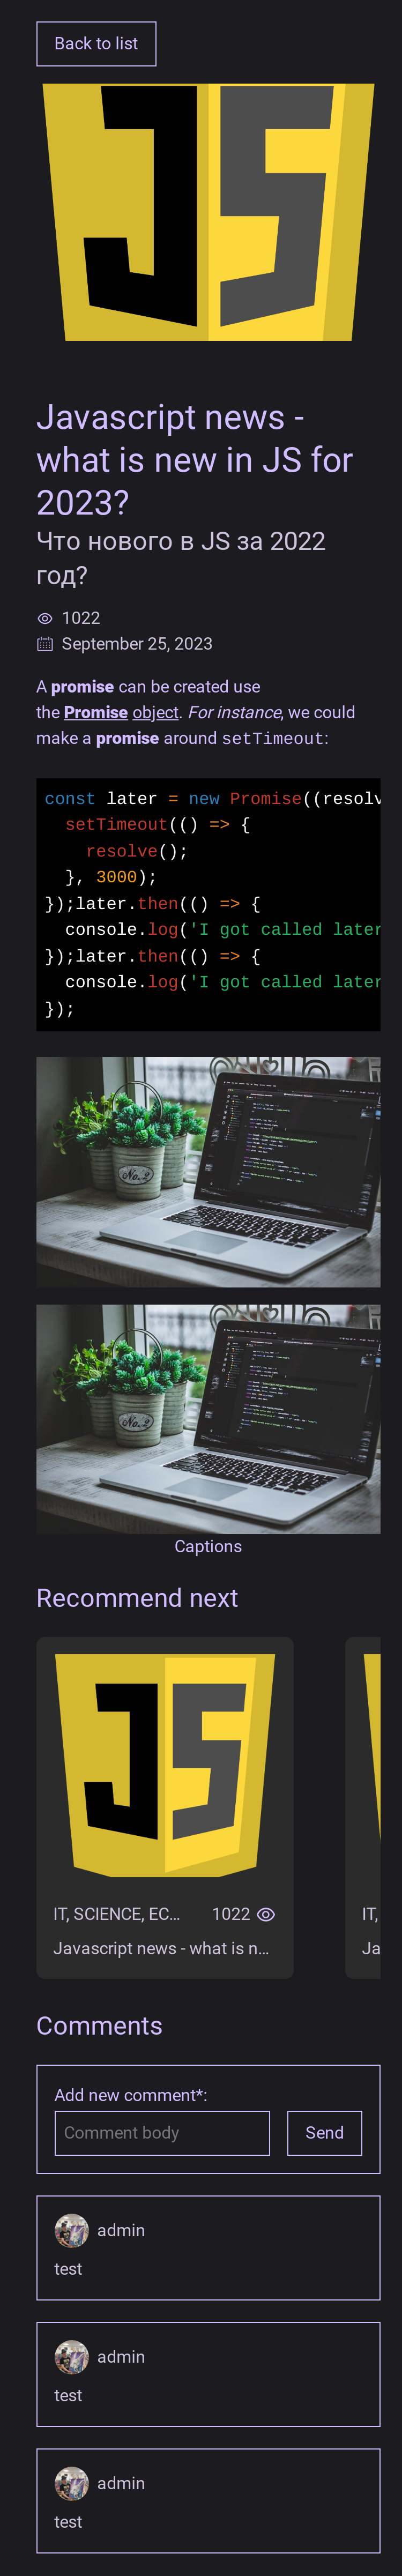 Back to list
JS
Javascript news -
what is new in JS for
2023?
Что нового в JS за 2022
год?
1022
September 25, 2023
A promise can be created use
the Promise object. For instance, we could
make a promise around setTimeout:
const later = new Promise((resolv
  setTimeout(() => {
    resolve();
  }, 3000);
});later.then(() => {
  console.log('I got called later
});later.then(() => {
  console.log('I got called later
});
No. 2
No. 2
Captions
Recommend next
JS
IT, SCIENCE, EC... 1022
Javascript news - what is n...
IT,
Ja
Comments
Add new comment*:
Comment body
Send
admin
test
admin
test
admin
test